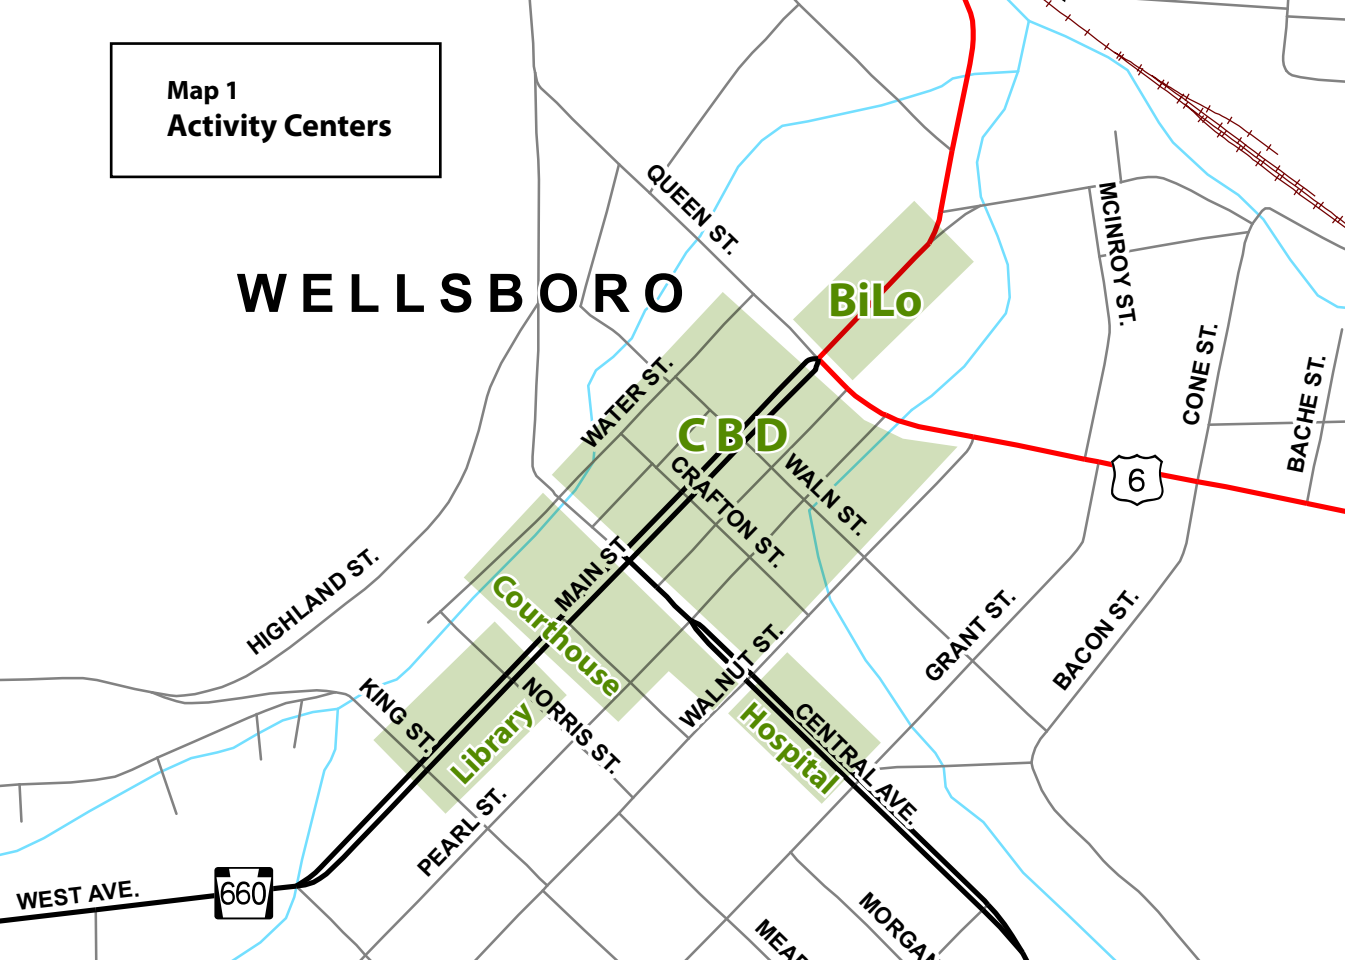 Map 1
Activity Centers
QUEEN ST.
MCINROY ST.
WELLSBORO
BiLo
CONE ST.
BACHE ST.
WATER ST.
CBD
6
WALN ST.
CRAFTON ST.
HIGHLAND ST.
MAIN ST
Courthouse
GRANT ST.
BACON ST.
WALNUT ST.
KING ST.
NORRIS ST.
Library
Hospital
CENTRAL AVE.
PEARL ST.
WEST AVE.
660
MORGAN
MEAD